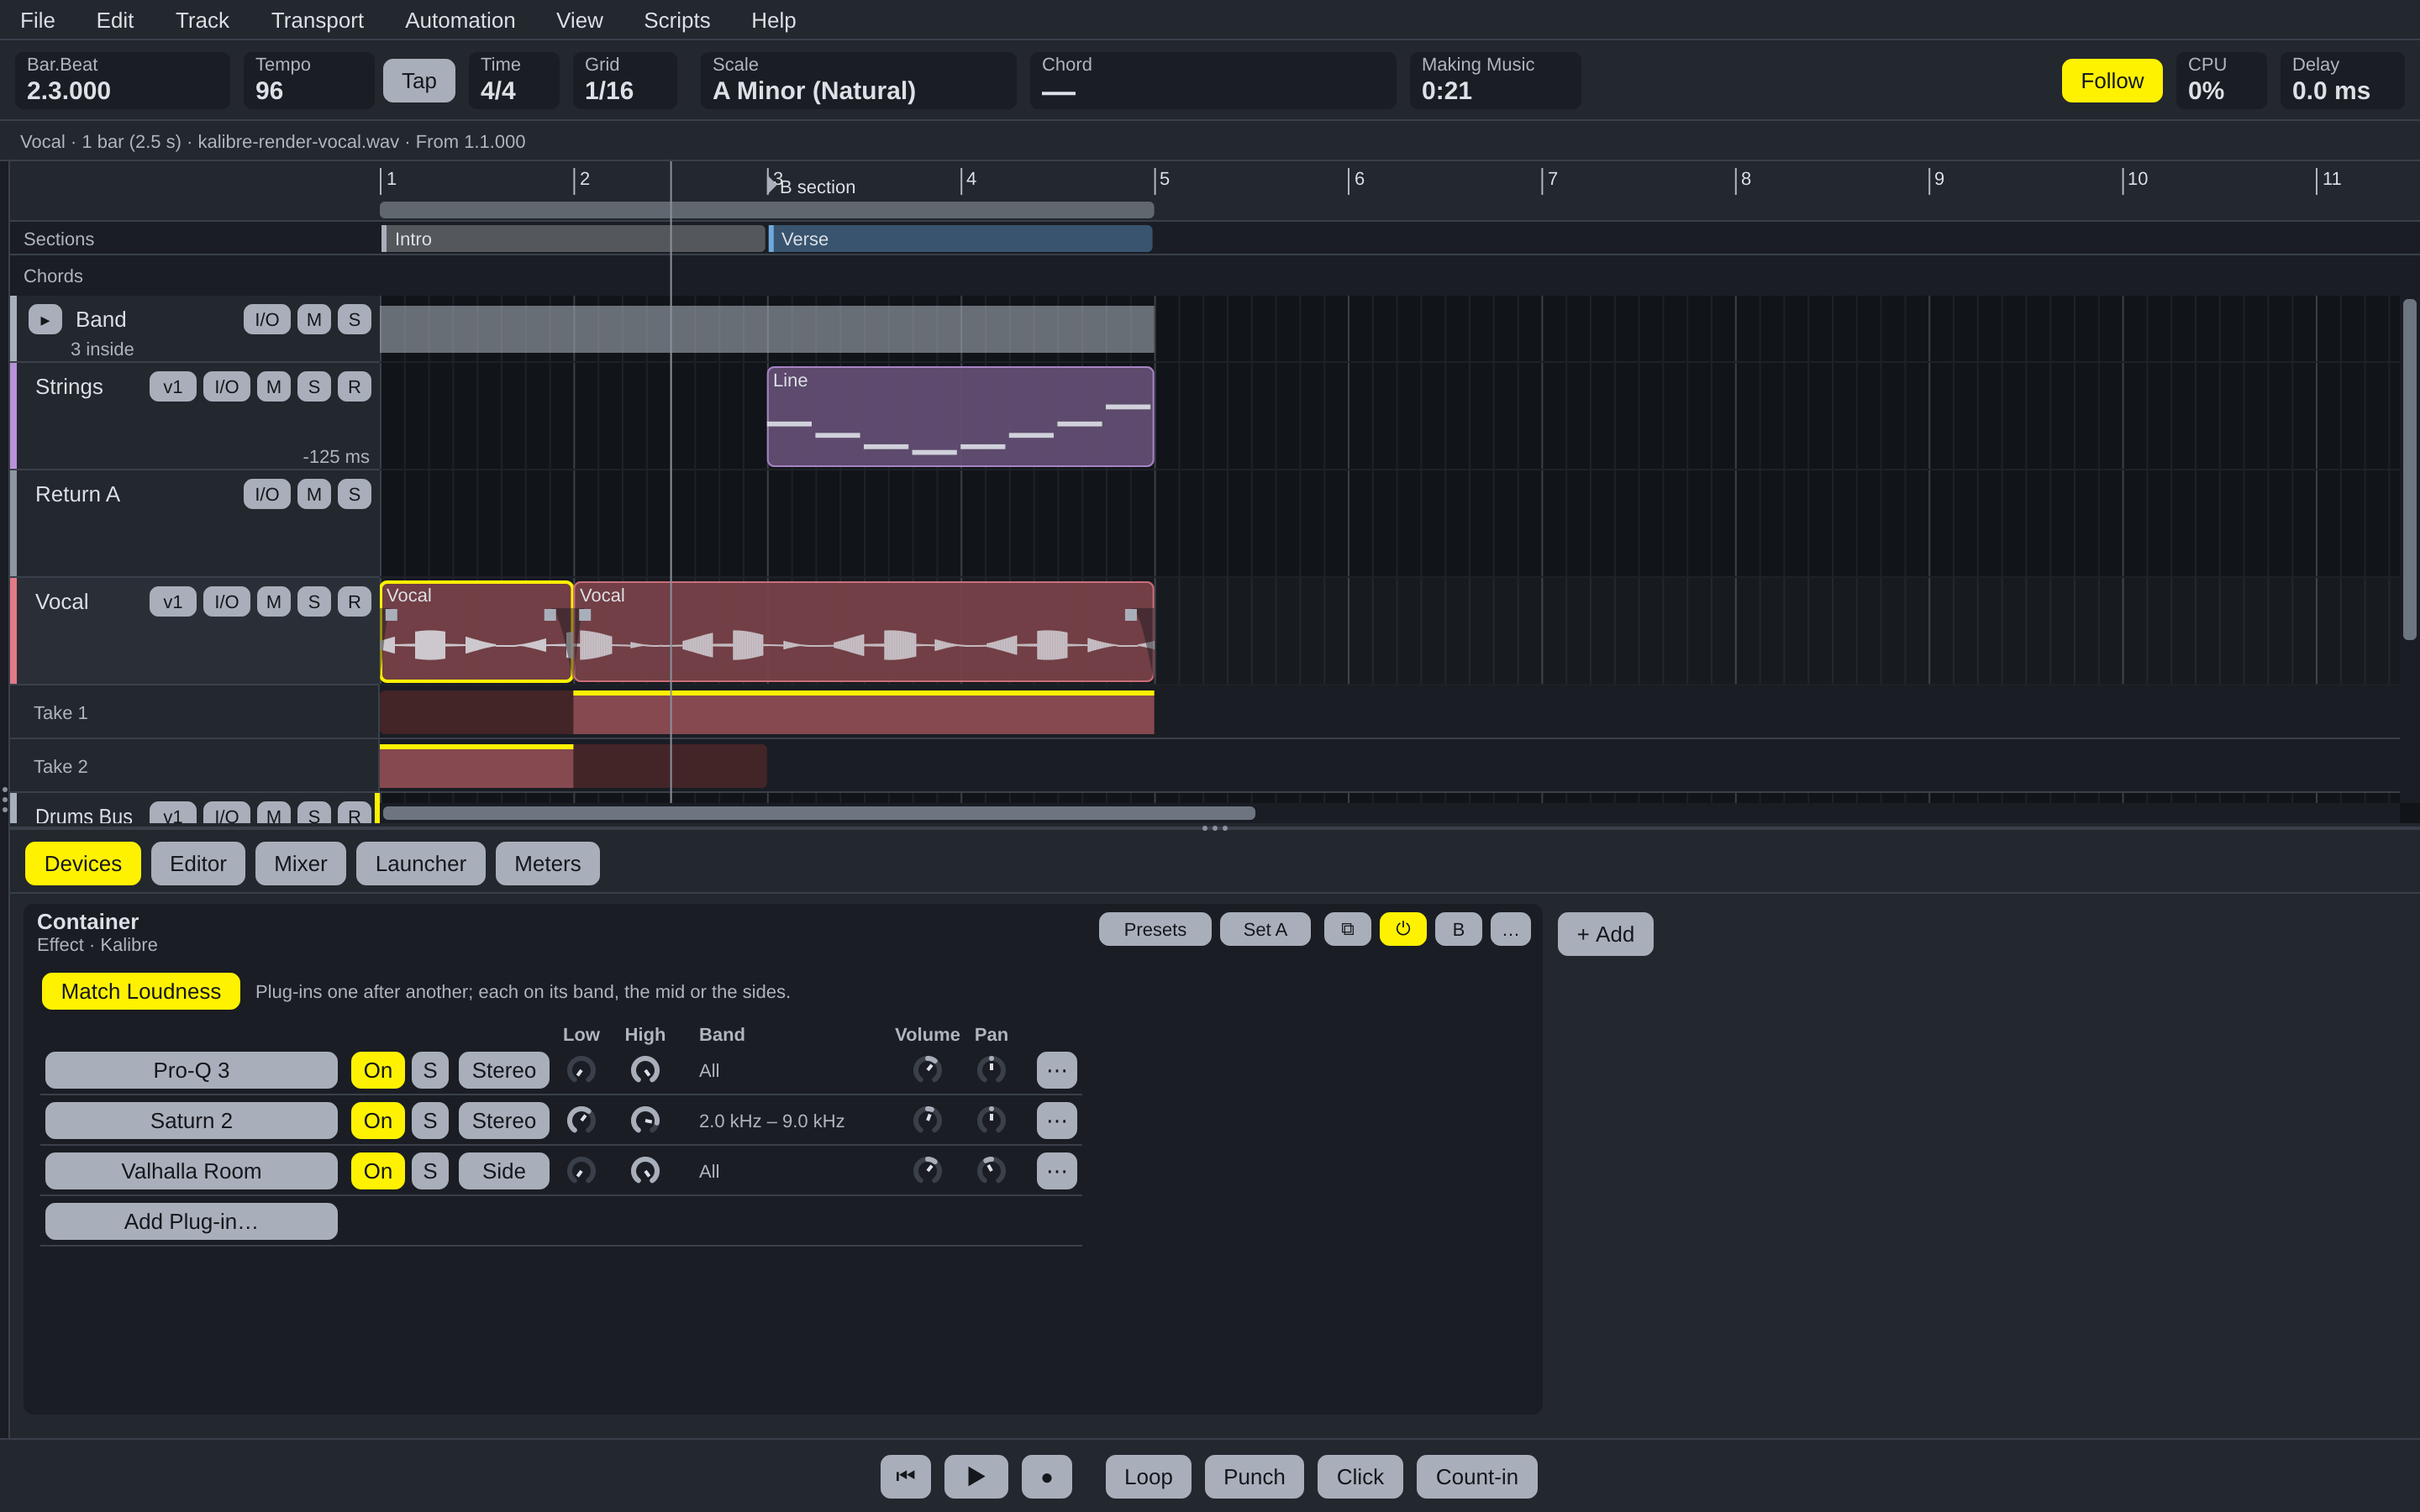 File Edit Track Transport Automation View Scripts Help
Bar.Beat Tempo Time Grid Scale Chord Making Music CPU Delay
2.3.000 96 Tap 4/4 1/16 A Minor (Natural) — 0:21 Follow 0% 0.0 ms
Vocal · 1 bar (2.5 s) · kalibre-render-vocal.wav · From 1.1.000
1 2 3 4 5 6 7 8 9 10 11
B section
Sections Intro Verse
Chords
Band I/O M S
3 inside
Strings v1 I/O M S R Line
-125 ms
Return A I/O M S
Vocal v1 I/O M S R Vocal Vocal
Take 1
Take 2
Drums Bus v1 I/O M S R
Devices Editor Mixer Launcher Meters
Container Presets Set A B … + Add
Effect · Kalibre
Match Loudness Plug-ins one after another; each on its band, the mid or the sides.
Low High Band Volume Pan
Pro-Q 3 On S Stereo All ⋯
Saturn 2 On S Stereo 2.0 kHz – 9.0 kHz ⋯
Valhalla Room On S Side All ⋯
Add Plug-in…
Loop Punch Click Count-in